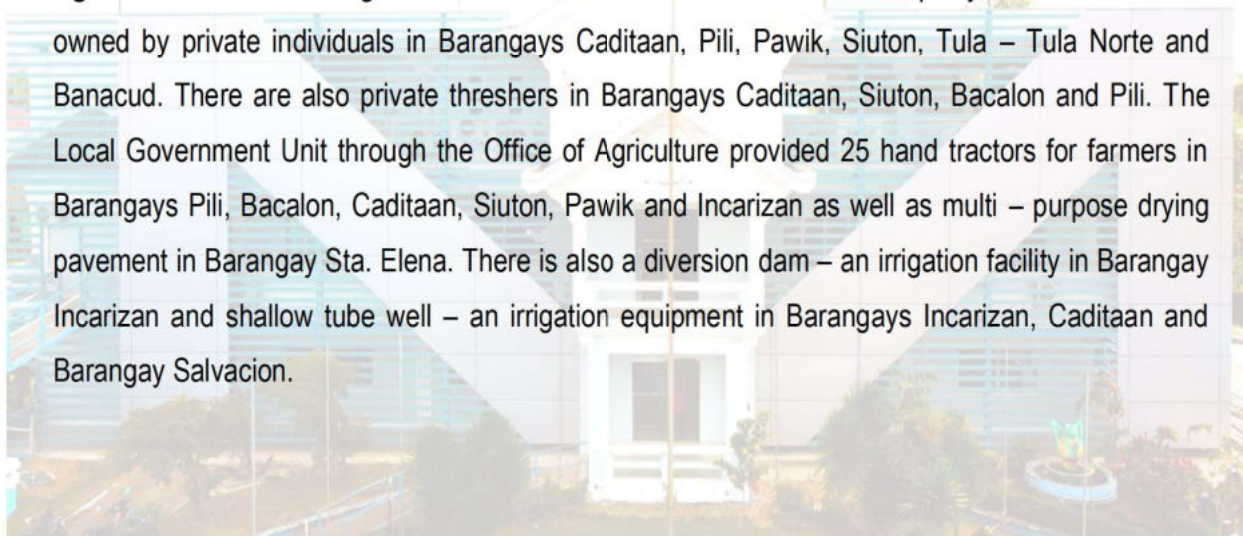 owned by private individuals in Barangays Caditaan, Pili, Pawik, Siuton, Tula – Tula Norte and
Banacud. There are also private threshers in Barangays Caditaan, Siuton, Bacalon and Pili. The
Local Government Unit through the Office of Agriculture provided 25 hand tractors for farmers in
Barangays Pili, Bacalon, Caditaan, Siuton, Pawik and Incarizan as well as multi – purpose drying
pavement in Barangay Sta. Elena. There is also a diversion dam – an irrigation facility in Barangay
Incarizan and shallow tube well – an irrigation equipment in Barangays Incarizan, Caditaan and
Barangay Salvacion.